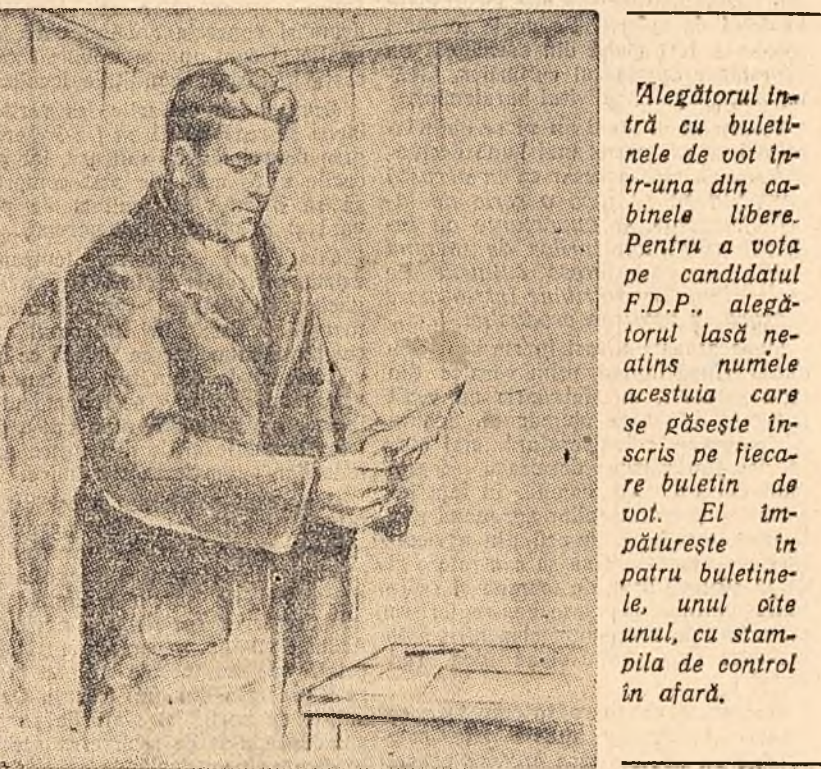 Alegătorul in-
tră cu buleti-
nele de vot în-
tr-una din ca-
binele libere.
Pentru a vota
pe candidatul
F.D.P., alegă-
torul lasă ne-
atins numele
acestuia care
se găsește în-
scris pe fieca-
re buletin de
vot. El îm-
păturește în
patru buletine-
le, unul cîte
unul, cu stam-
pila de control
în afară.